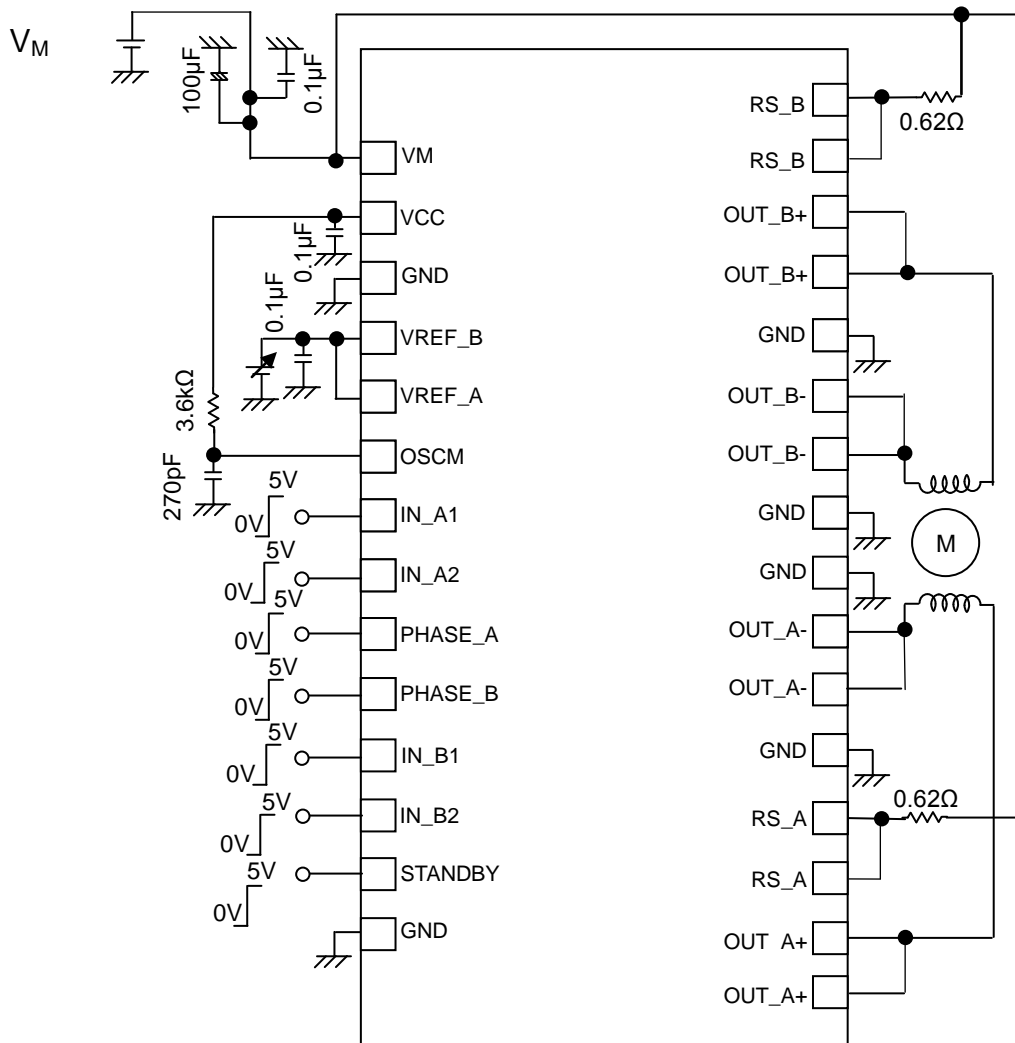 VM
100µF
0.1µF
VM
VCC
0.1µF
GND
0.1µF
VREF_B
VREF_A
3.6kΩ
OSCM
270pF
5V
0V
IN_A1
5V
0V
IN_A2
5V
0V
PHASE_A
5V
0V
PHASE_B
5V
0V
IN_B1
5V
0V
IN_B2
5V
0V
STANDBY
GND
RS_B
0.62Ω
RS_B
OUT_B+
OUT_B+
GND
OUT_B-
OUT_B-
GND
M
GND
OUT_A-
OUT_A-
GND
0.62Ω
RS_A
RS_A
OUT A+
OUT_A+